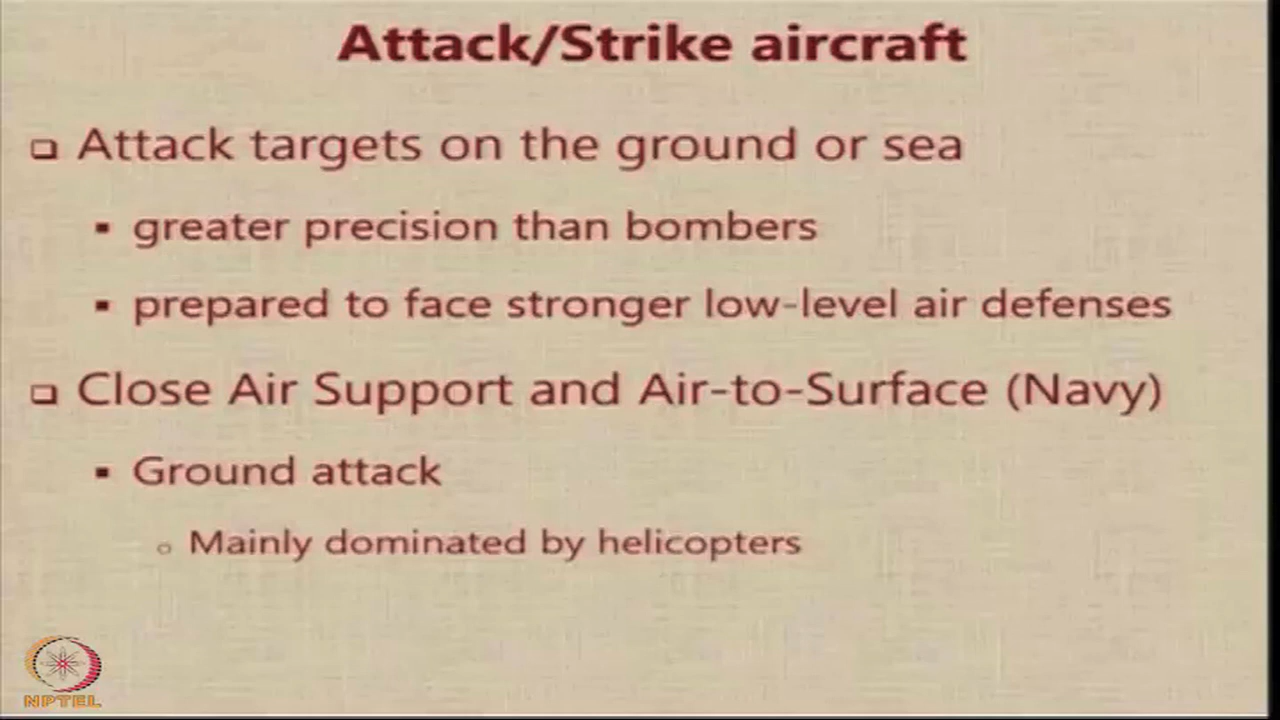 Attack/Strike aircraft
Attack targets on the ground or sea
greater precision than bombers
prepared to face stronger low-level air defenses
Close Air Support and Air-to-Surface (Navy)
Ground attack
Mainly dominated by helicopters
NPTEL